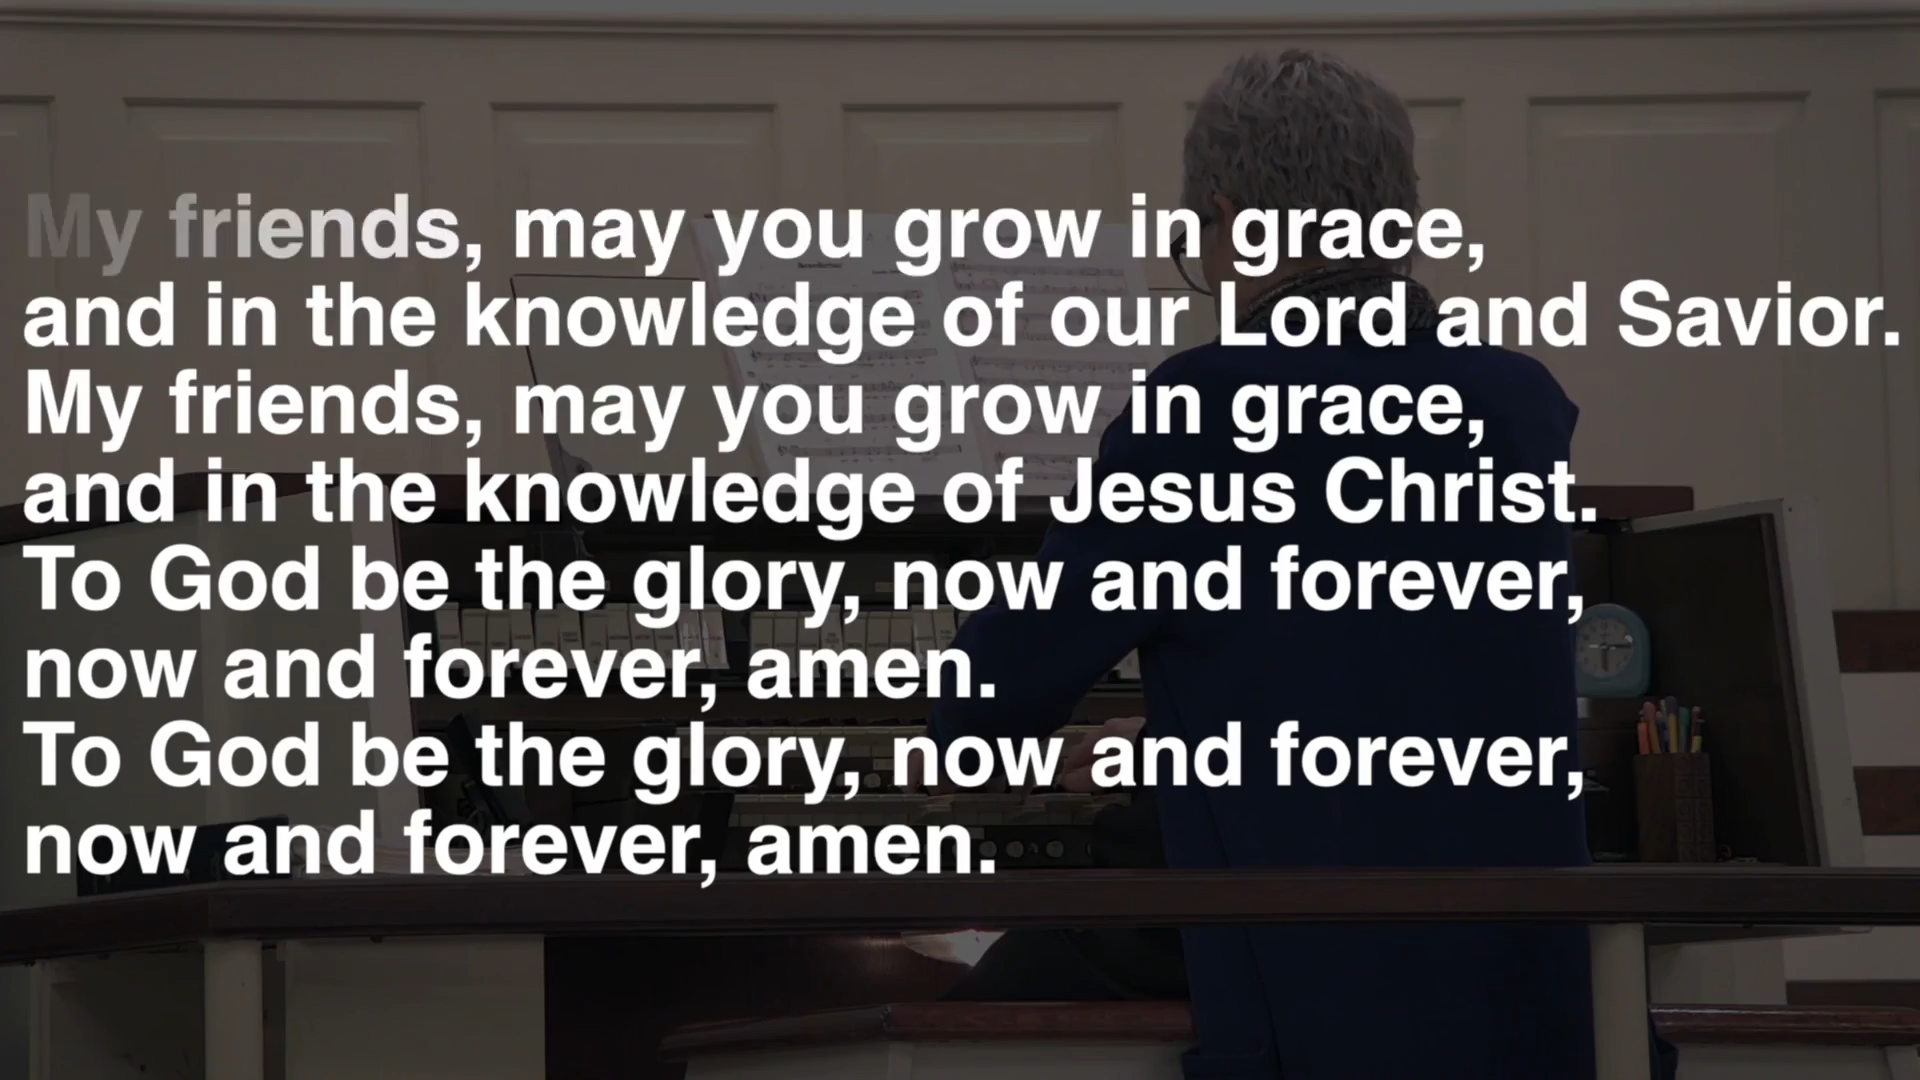 My friends, may you grow in grace,
and in the knowledge of our Lord and Savior.
My friends, may you grow in grace,
and in the knowledge of Jesus Christ.
To God be the glory, now and forever,
now and forever, amen.
To God be the glory, now and forever,
now and forever, amen.